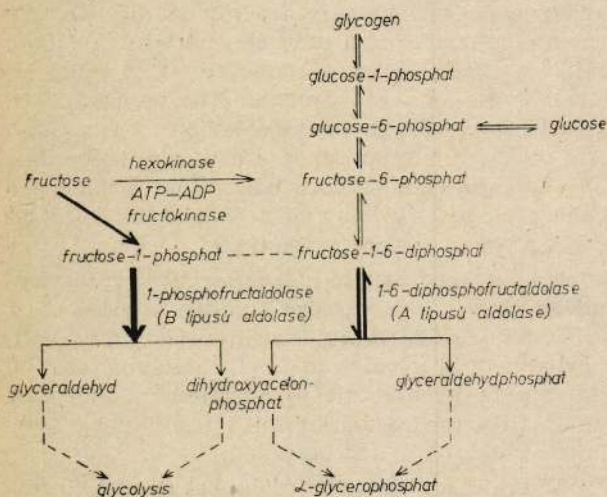 glycogen
glucose-1-phosphat
glucose-6-phosphat
glucose
hexokinase
fructose
ATP–ADP
fructose-6-phosphat
fructokinase
fructose-1-phosphat
fructose-1-6-diphosphat
1-phosphofructaldolase
(B típusú aldolase)
1-6-diphosphofructaldolase
(A típusú aldolase)
glyceraldehyd
dihydroxyaceton-
phosphat
glyceraldehydphosphat
glycolysis
α-glycerophosphat